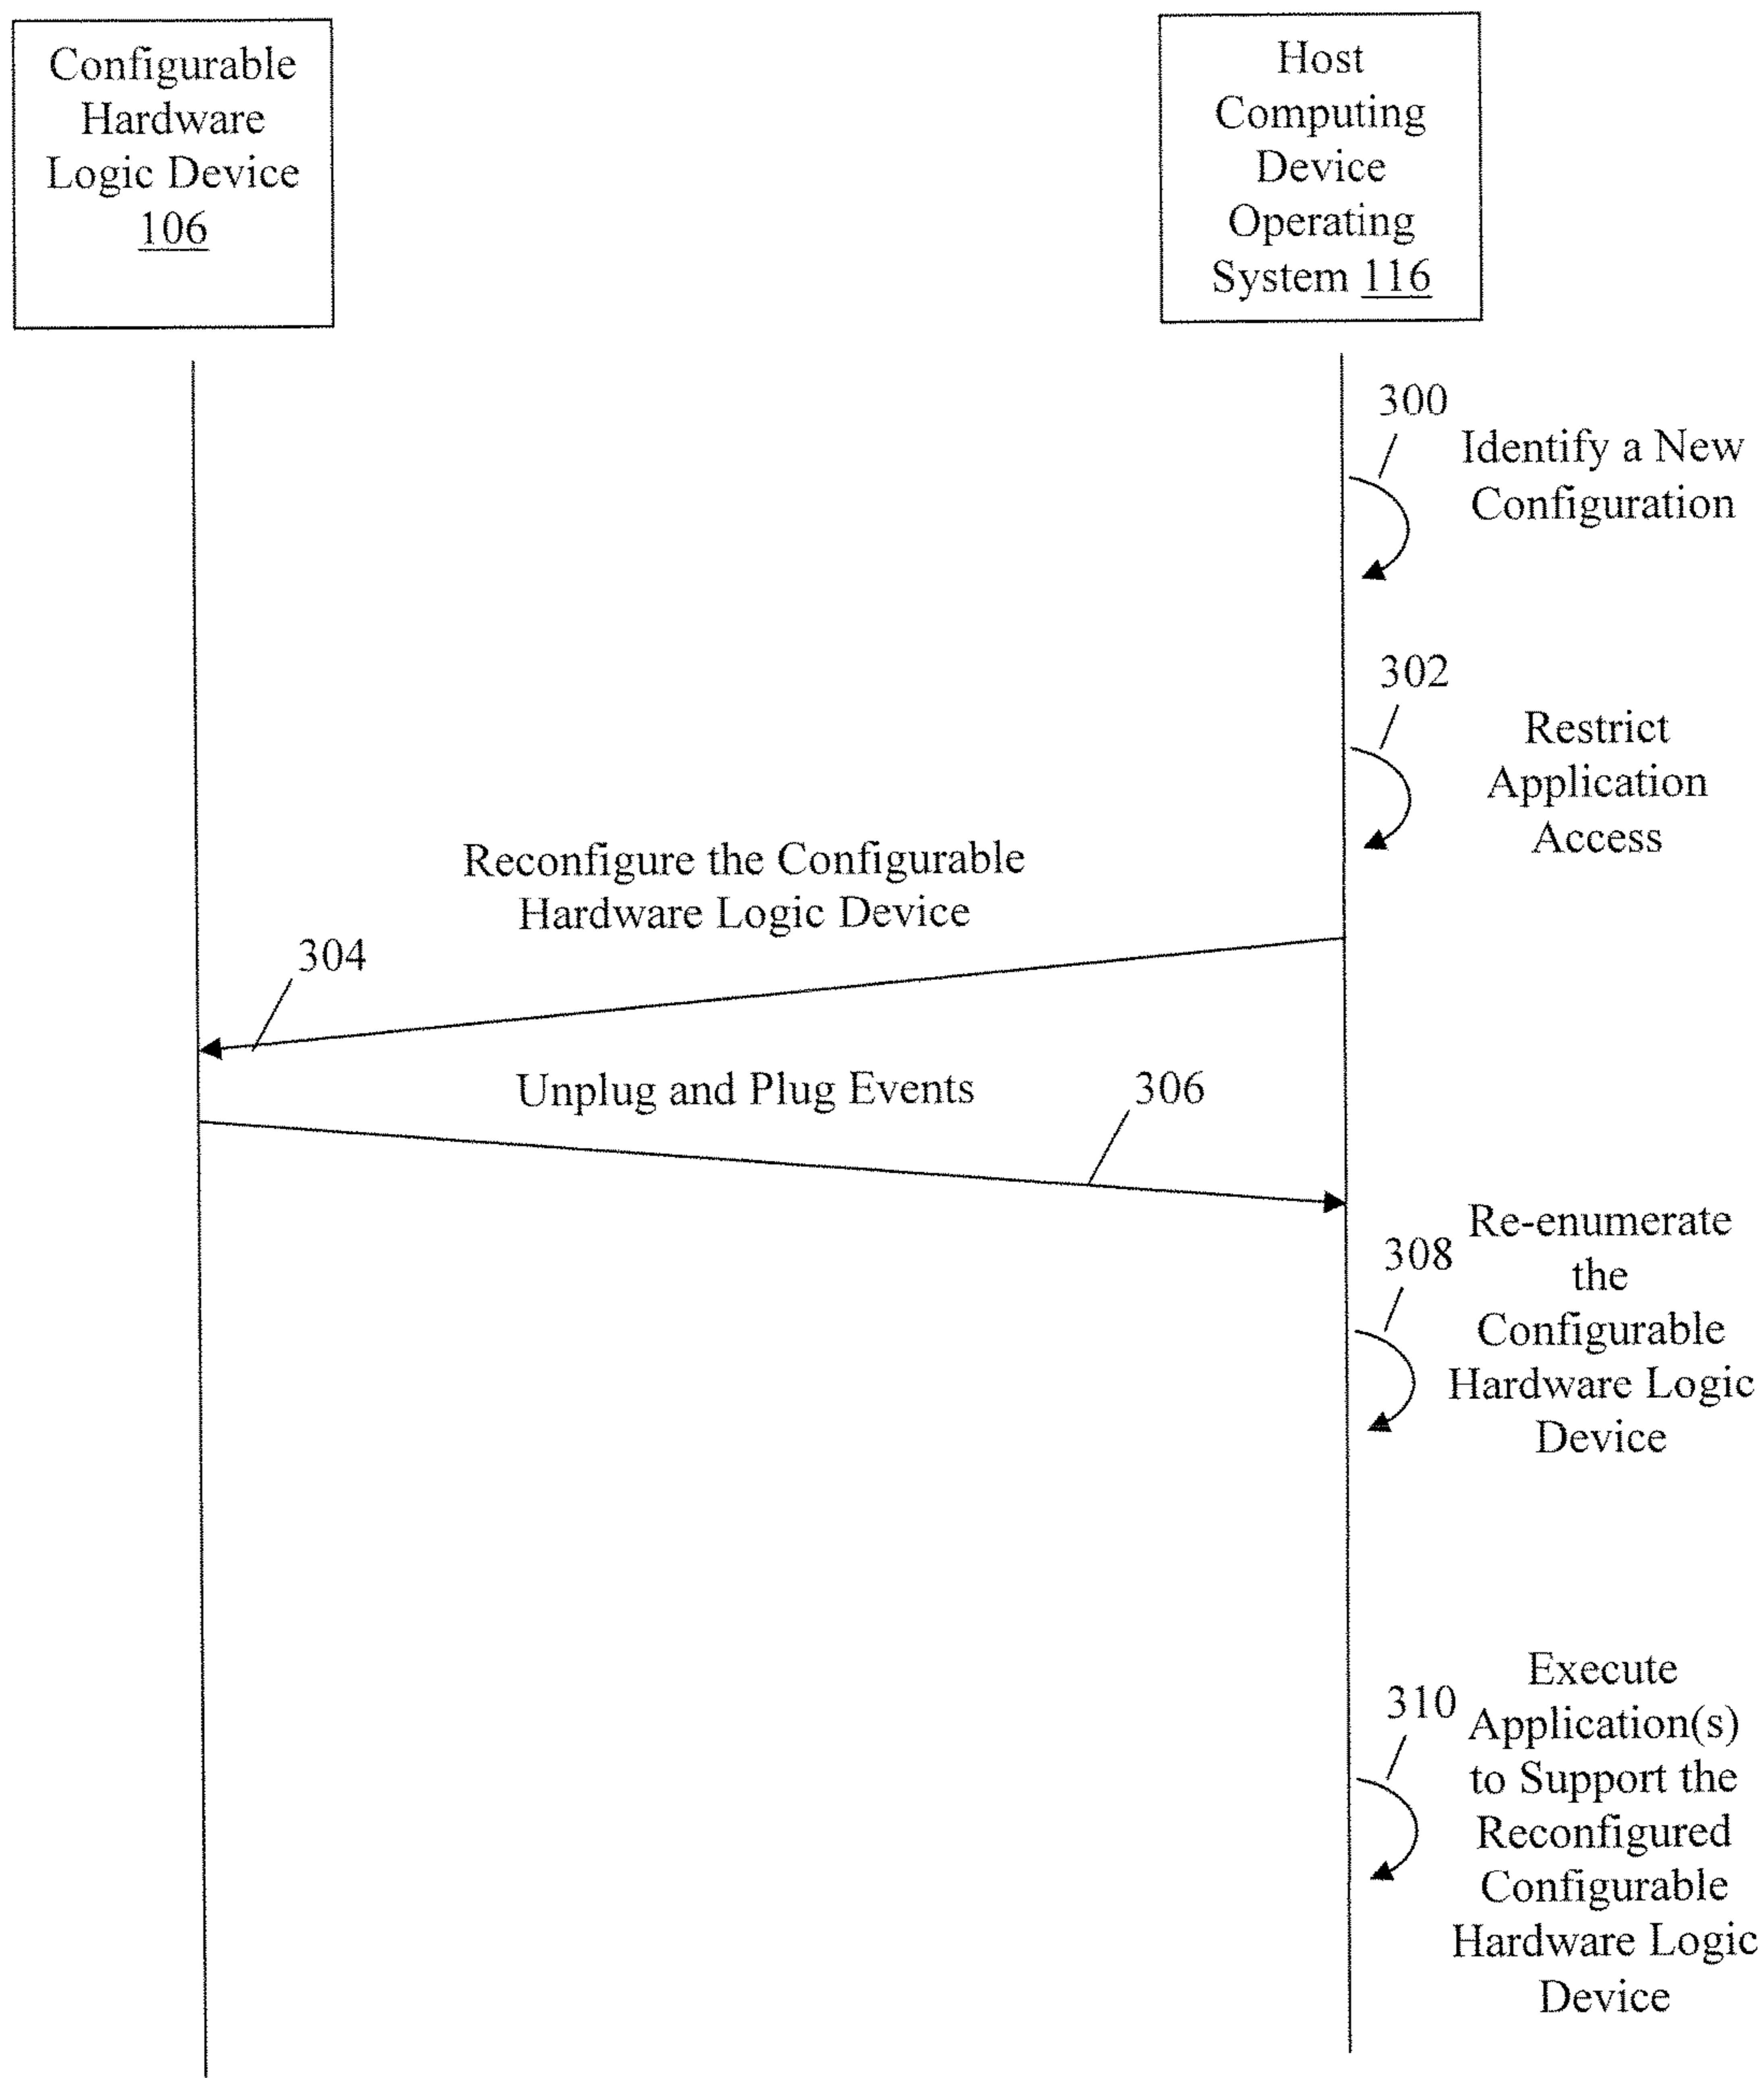 Configurable
Hardware
Logic Device
106
Host
Computing
Device
Operating
System 116
300
Identify a New
Configuration
302
Restrict
Application
Access
Reconfigure the Configurable
Hardware Logic Device
304
Unplug and Plug Events
306
Re-enumerate
the
308
Configurable
Hardware Logic
Device
Execute
310
Application(s)
to Support the
Reconfigured
Configurable
Hardware Logic
Device